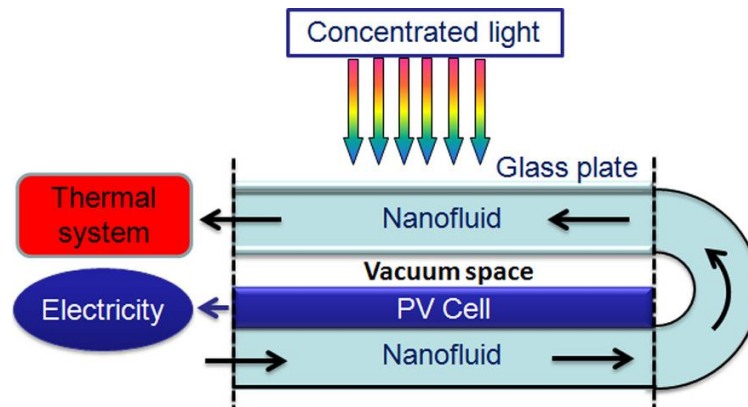 Concentrated light
Glass plate
Thermal
system
Nanofluid
Vacuum space
Electricity
PV Cell
Nanofluid